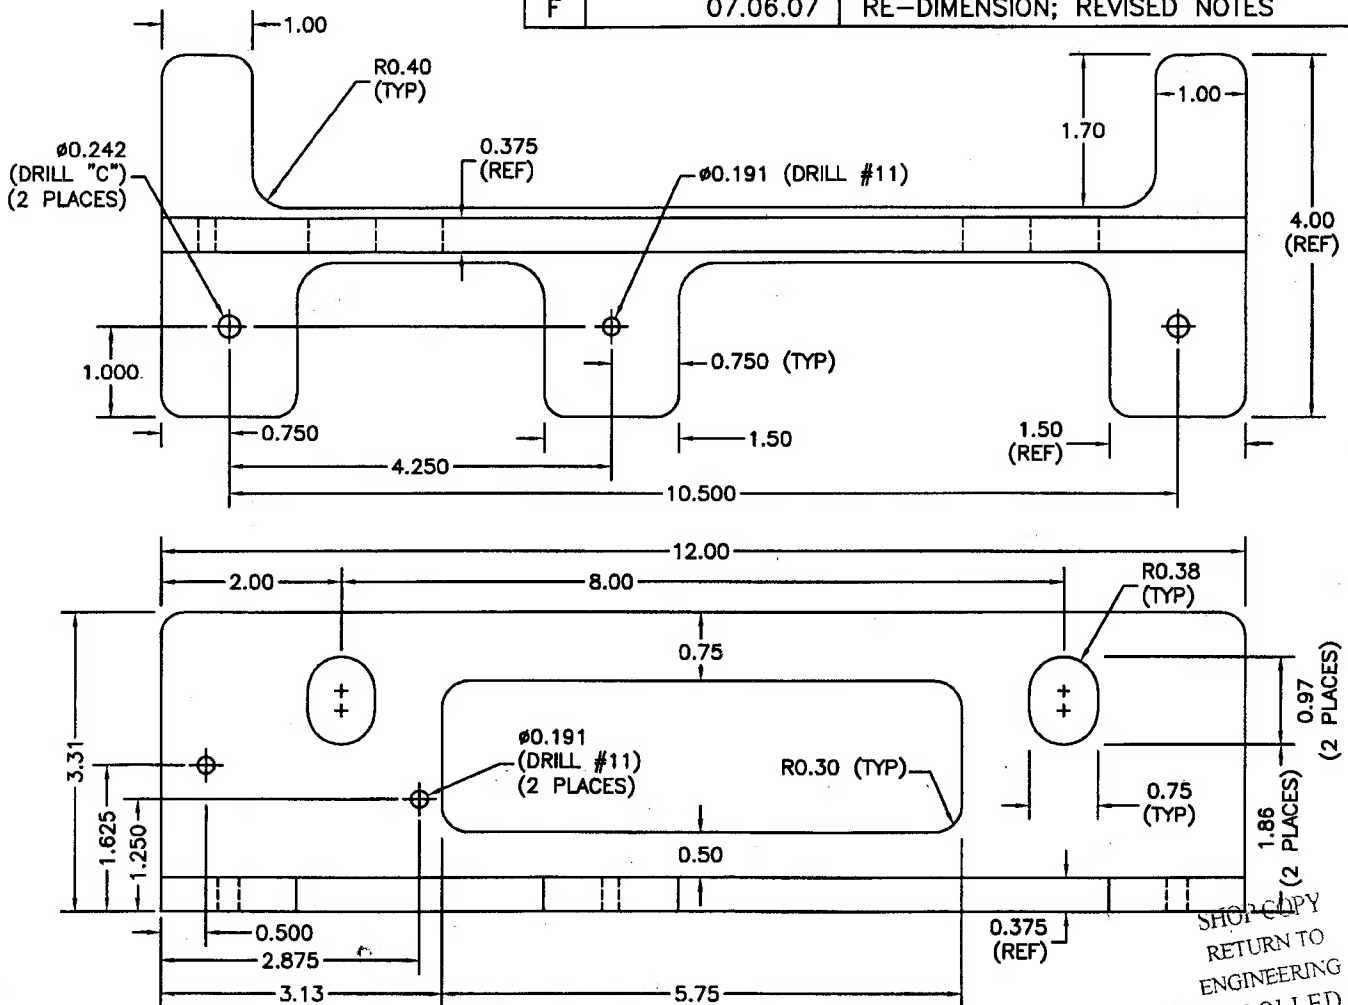 F 07.06.07 RE-DIMENSION; REVISED NOTES
1.00
R0.40
(TYP)
1.00
1.70
ø0.242
(DRILL "C")
(2 PLACES)
0.375
(REF)
ø0.191 (DRILL #11)
4.00
(REF)
1.000
0.750 (TYP)
0.750
1.50
1.50
(REF)
4.250
10.500
12.00
2.00
8.00
R0.38
(TYP)
0.75
0.97
(2 PLACES)
3.31
ø0.191
(DRILL #11)
(2 PLACES)
R0.30 (TYP)
0.75
(TYP)
1.86
(2 PLACES)
1.625
1.250
0.50
0.375
(REF)
0.500
2.875
3.13
5.75
SHOP COPY
RETURN TO
ENGINEERING